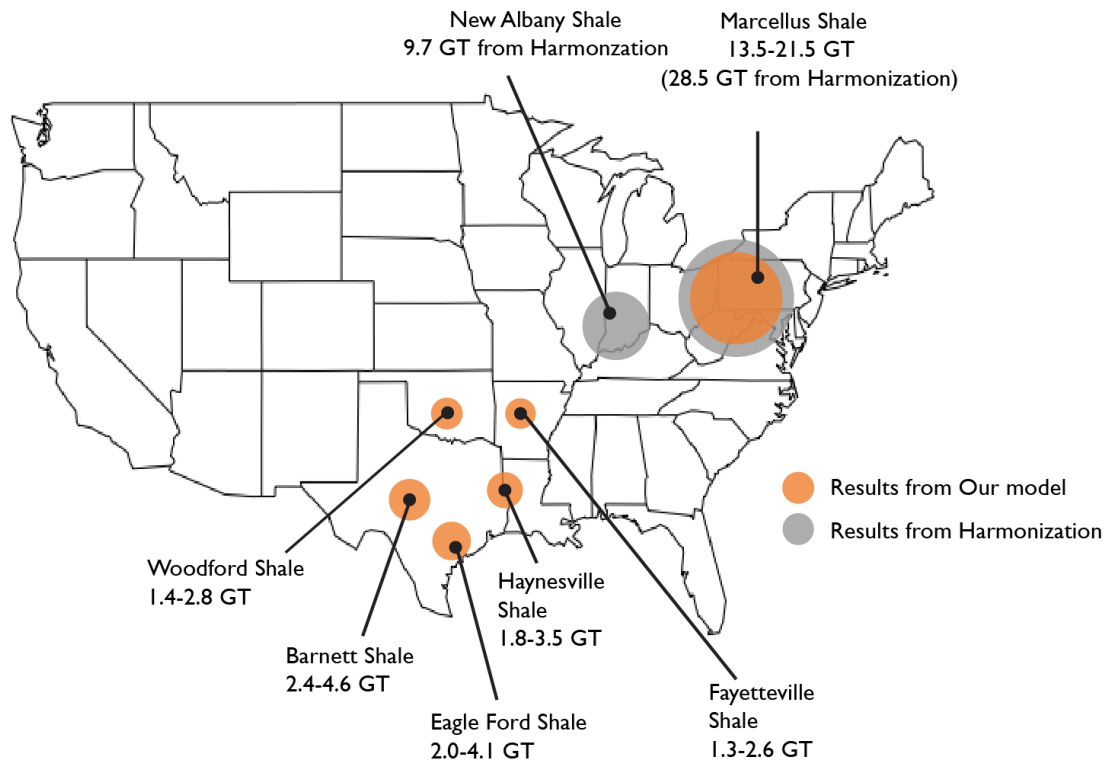 New Albany Shale
9.7 GT from Harmonzation
Marcellus Shale
13.5-21.5 GT
(28.5 GT from Harmonization)
Results from Our model
Results from Harmonization
Woodford Shale
1.4-2.8 GT
Haynesville
Shale
1.8-3.5 GT
Barnett Shale
2.4-4.6 GT
Fayetteville
Shale
1.3-2.6 GT
Eagle Ford Shale
2.0-4.1 GT